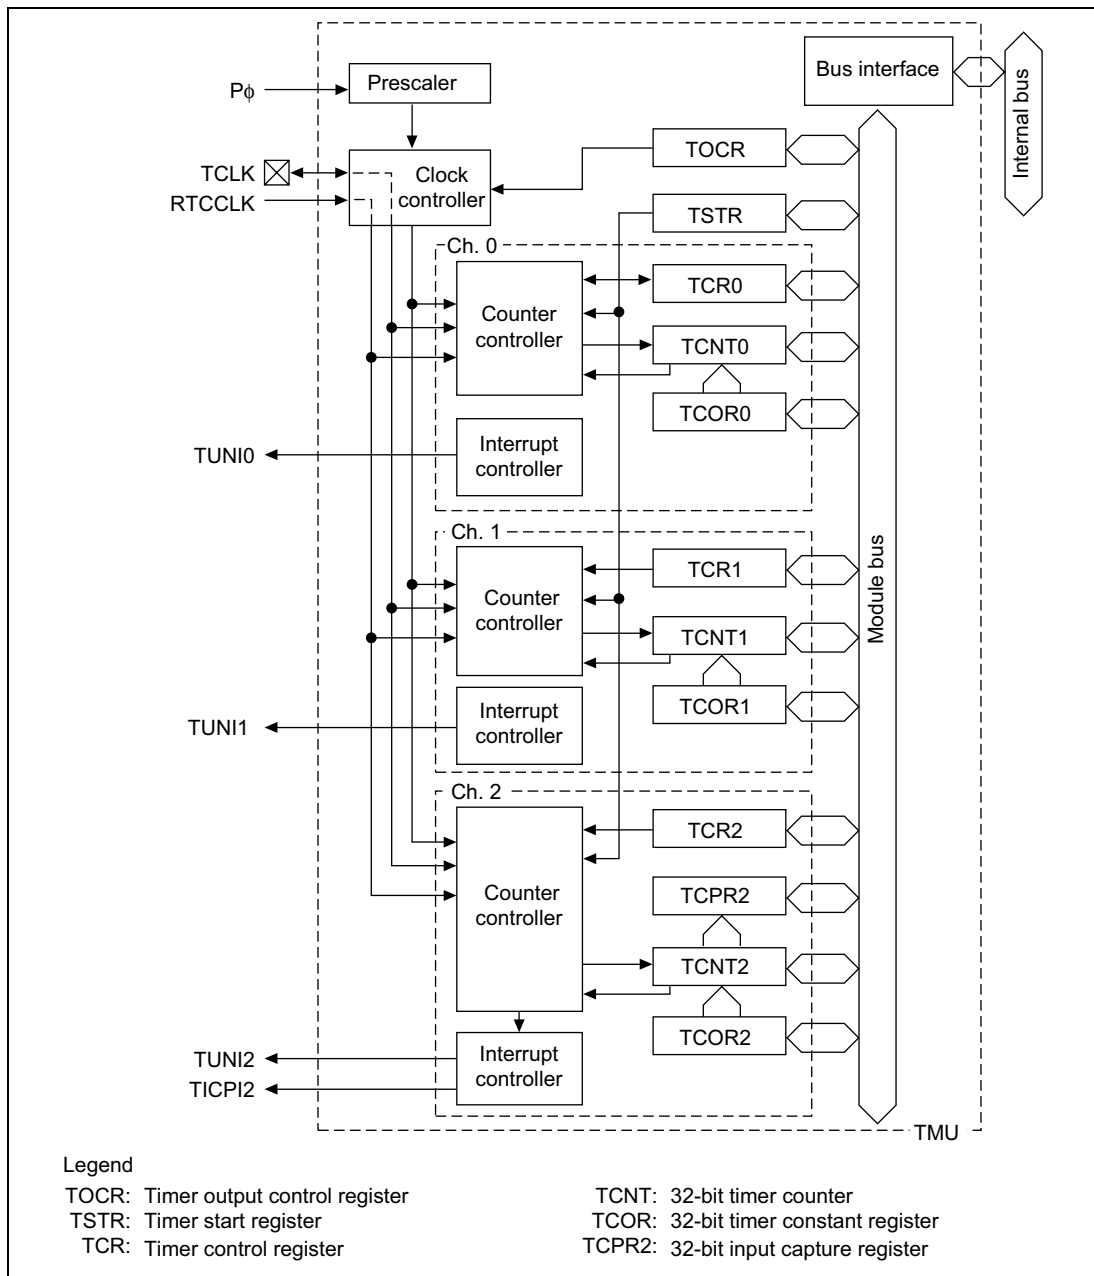 Bus interface
Internal bus
Prescaler
Pϕ
TOCR
TCLK
Clock
controller
RTCCLK
TSTR
Ch. 0
TCR0
Counter
controller
TCNT0
TCOR0
Interrupt
controller
TUNI0
Ch. 1
TCR1
Counter
controller
TCNT1
Module bus
TCOR1
Interrupt
controller
TUNI1
Ch. 2
TCR2
Counter
controller
TCPR2
TCNT2
TCOR2
Interrupt
controller
TUNI2
TICPI2
TMU
Legend
TOCR: Timer output control register
TSTR: Timer start register
TCR: Timer control register
TCNT: 32-bit timer counter
TCOR: 32-bit timer constant register
TCPR2: 32-bit input capture register